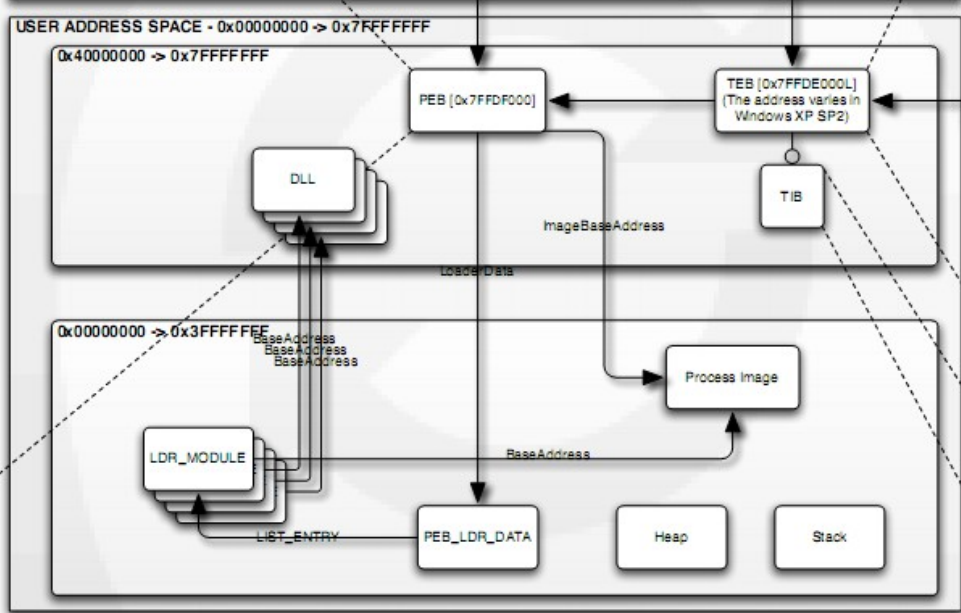 USER ADDRESS SPACE - 0x00000000 -> 0x7FFFFFFF
0x40000000 -> 0x7FFFFFFF
PEB [0x7FFDF000]
TEB [0x7FFDE000L]
(The address varies in
Windows XP SP2)
DLL
TIB
ImageBaseAddress
LoaderData
0x00000000 -> 0x3FFFFFFF
BaseAddress
BaseAddress
BaseAddress
Process Image
LDR_MODULE
BaseAddress
LIST_ENTRY
PEB_LDR_DATA
Heap
Stack